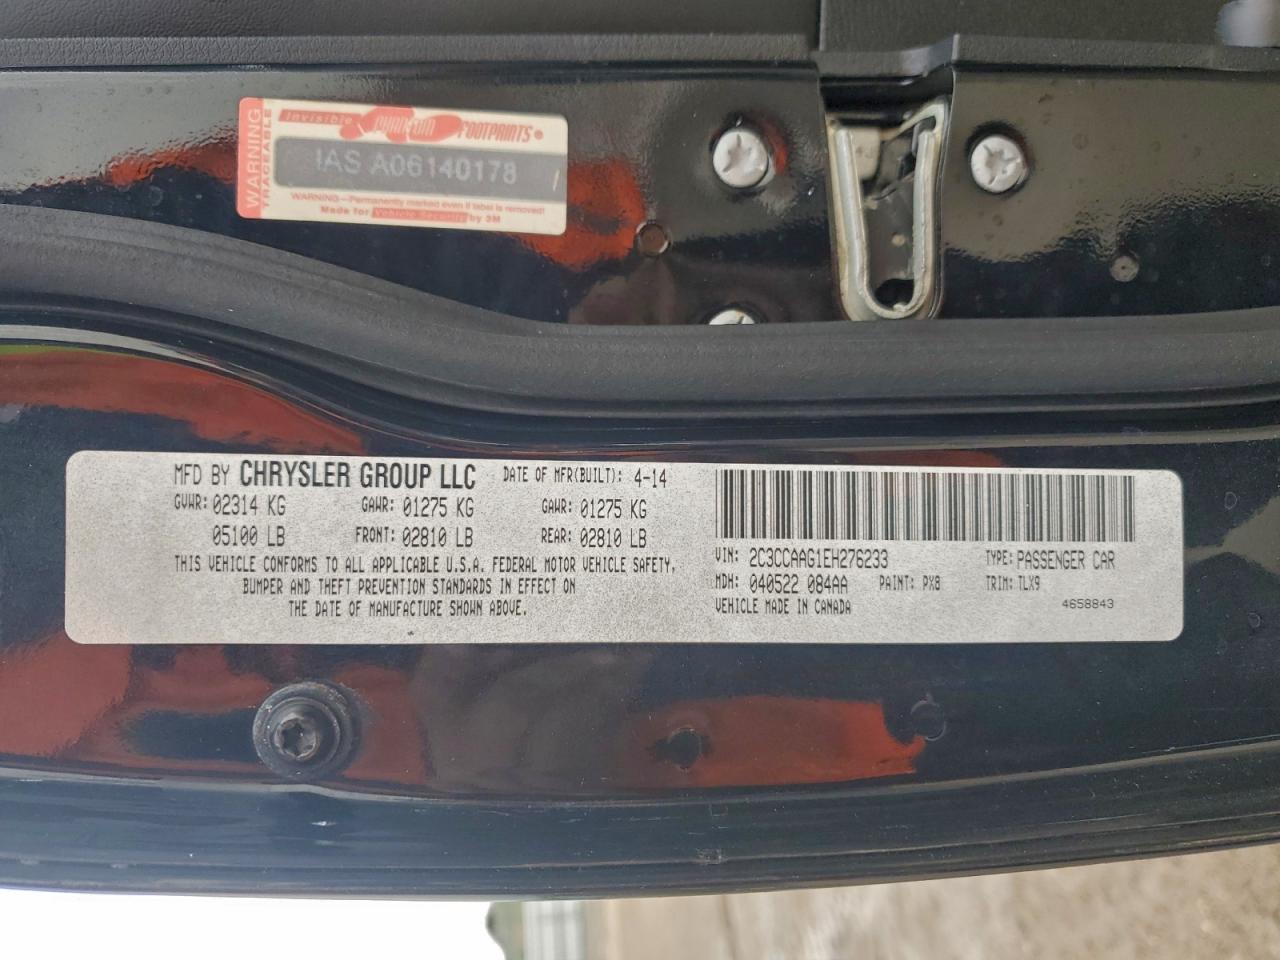 WARNING
TRACEABLE
Invisible PHANTOM FOOTPRINTS®
IAS A06140178
WARNING—Permanently marked even if label is removed!
Made for Vehicle Security by 3M
MFD BY CHRYSLER GROUP LLC DATE OF MFR(BUILT): 4-14
GVWR: 02314 KG GAWR: 01275 KG GAWR: 01275 KG
05100 LB FRONT: 02810 LB REAR: 02810 LB
THIS VEHICLE CONFORMS TO ALL APPLICABLE U.S.A. FEDERAL MOTOR VEHICLE SAFETY,
BUMPER AND THEFT PREVENTION STANDARDS IN EFFECT ON
THE DATE OF MANUFACTURE SHOWN ABOVE.
VIN: 2C3CCAAG1EH276233 TYPE: PASSENGER CAR
MDH: 040522 084AA PAINT: PX8 TRIM: TLX9
VEHICLE MADE IN CANADA 4658843